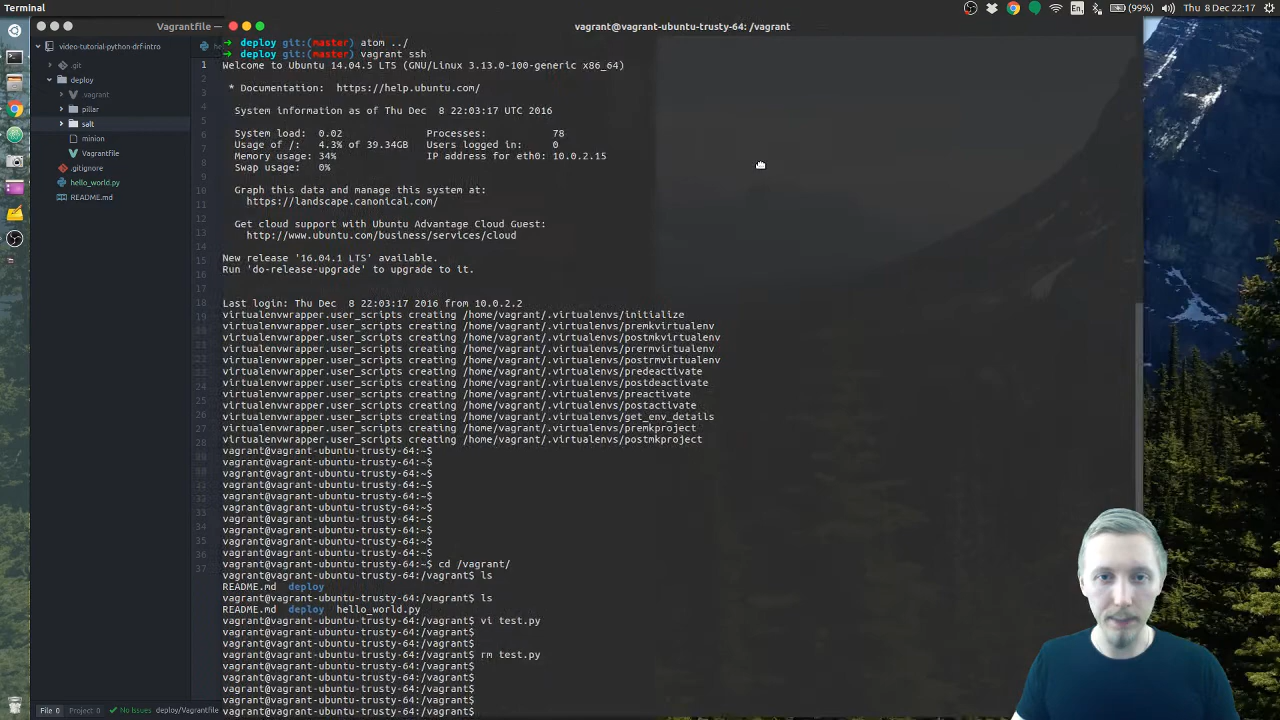 Terminal
(99%) Thu 8 Dec 22:17
Vagrantfile —
vagrant@vagrant-ubuntu-trusty-64: /vagrant
video-tutorial-python-drf-intro
.git
deploy
.vagrant
pillar
salt
minion
Vagrantfile
.gitignore
hello_world.py
README.md
➜ deploy git:(master) atom ../
➜ deploy git:(master) vagrant ssh
Welcome to Ubuntu 14.04.5 LTS (GNU/Linux 3.13.0-100-generic x86_64)
* Documentation: https://help.ubuntu.com/
System information as of Thu Dec 8 22:03:17 UTC 2016
System load: 0.02 Processes: 78
Usage of /: 4.3% of 39.34GB Users logged in: 0
Memory usage: 34% IP address for eth0: 10.0.2.15
Swap usage: 0%
Graph this data and manage this system at:
https://landscape.canonical.com/
Get cloud support with Ubuntu Advantage Cloud Guest:
http://www.ubuntu.com/business/services/cloud
New release '16.04.1 LTS' available.
Run 'do-release-upgrade' to upgrade to it.
Last login: Thu Dec 8 22:03:17 2016 from 10.0.2.2
virtualenvwrapper.user_scripts creating /home/vagrant/.virtualenvs/initialize
virtualenvwrapper.user_scripts creating /home/vagrant/.virtualenvs/premkvirtualenv
virtualenvwrapper.user_scripts creating /home/vagrant/.virtualenvs/postmkvirtualenv
virtualenvwrapper.user_scripts creating /home/vagrant/.virtualenvs/prermvirtualenv
virtualenvwrapper.user_scripts creating /home/vagrant/.virtualenvs/postrmvirtualenv
virtualenvwrapper.user_scripts creating /home/vagrant/.virtualenvs/predeactivate
virtualenvwrapper.user_scripts creating /home/vagrant/.virtualenvs/postdeactivate
virtualenvwrapper.user_scripts creating /home/vagrant/.virtualenvs/preactivate
virtualenvwrapper.user_scripts creating /home/vagrant/.virtualenvs/postactivate
virtualenvwrapper.user_scripts creating /home/vagrant/.virtualenvs/get_env_details
virtualenvwrapper.user_scripts creating /home/vagrant/.virtualenvs/premkproject
virtualenvwrapper.user_scripts creating /home/vagrant/.virtualenvs/postmkproject
vagrant@vagrant-ubuntu-trusty-64:~$
vagrant@vagrant-ubuntu-trusty-64:~$
vagrant@vagrant-ubuntu-trusty-64:~$
vagrant@vagrant-ubuntu-trusty-64:~$
vagrant@vagrant-ubuntu-trusty-64:~$
vagrant@vagrant-ubuntu-trusty-64:~$
vagrant@vagrant-ubuntu-trusty-64:~$
vagrant@vagrant-ubuntu-trusty-64:~$
vagrant@vagrant-ubuntu-trusty-64:~$
vagrant@vagrant-ubuntu-trusty-64:~$
vagrant@vagrant-ubuntu-trusty-64:~$ cd /vagrant/
vagrant@vagrant-ubuntu-trusty-64:/vagrant$ ls
README.md deploy
vagrant@vagrant-ubuntu-trusty-64:/vagrant$ ls
README.md deploy hello_world.py
vagrant@vagrant-ubuntu-trusty-64:/vagrant$ vi test.py
vagrant@vagrant-ubuntu-trusty-64:/vagrant$
vagrant@vagrant-ubuntu-trusty-64:/vagrant$
vagrant@vagrant-ubuntu-trusty-64:/vagrant$ rm test.py
vagrant@vagrant-ubuntu-trusty-64:/vagrant$
vagrant@vagrant-ubuntu-trusty-64:/vagrant$
vagrant@vagrant-ubuntu-trusty-64:/vagrant$
vagrant@vagrant-ubuntu-trusty-64:/vagrant$
vagrant@vagrant-ubuntu-trusty-64:/vagrant$
File 0 Project 0 No Issues deploy/Vagrantfile